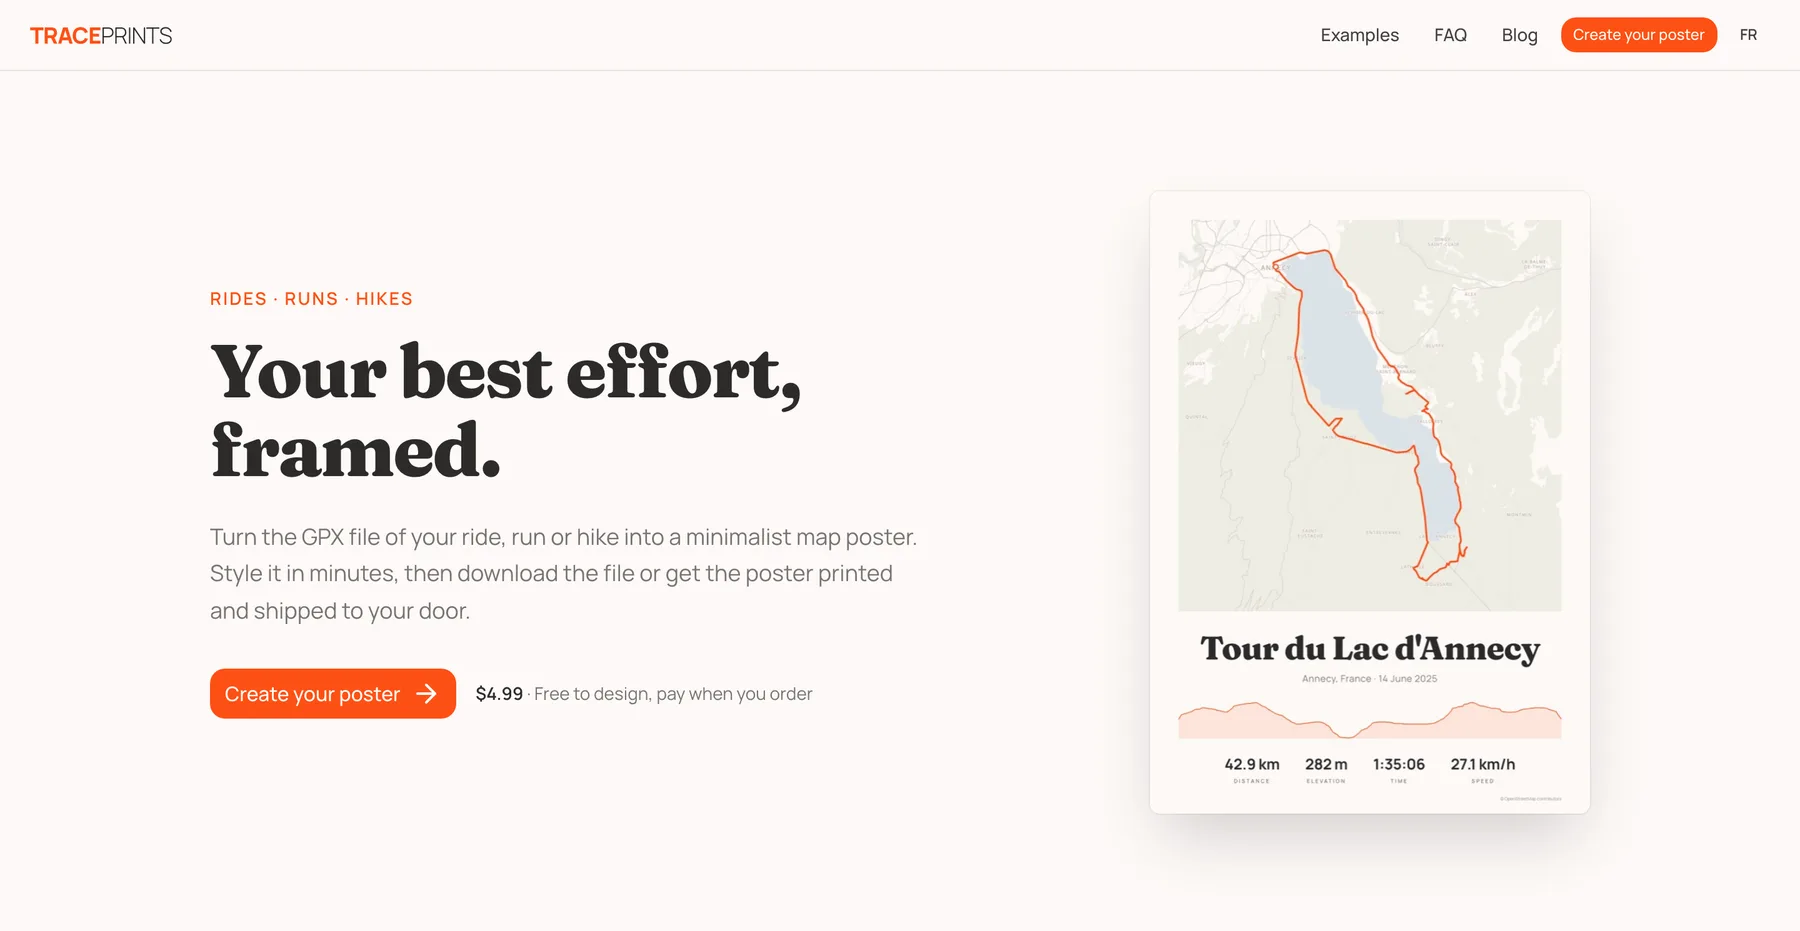 TRACEPRINTS
Examples
FAQ
Blog
Create your poster
FR
RIDES · RUNS · HIKES
Your best effort,
framed.
Turn the GPX file of your ride, run or hike into a minimalist map poster.
Style it in minutes, then download the file or get the poster printed
and shipped to your door.
Create your poster
$4.99 · Free to design, pay when you order
ANNECY
Tour du Lac d'Annecy
Annecy, France · 14 June 2025
42.9 km 282 m 1:35:06 27.1 km/h
DISTANCE ELEVATION TIME SPEED
© OpenStreetMap contributors